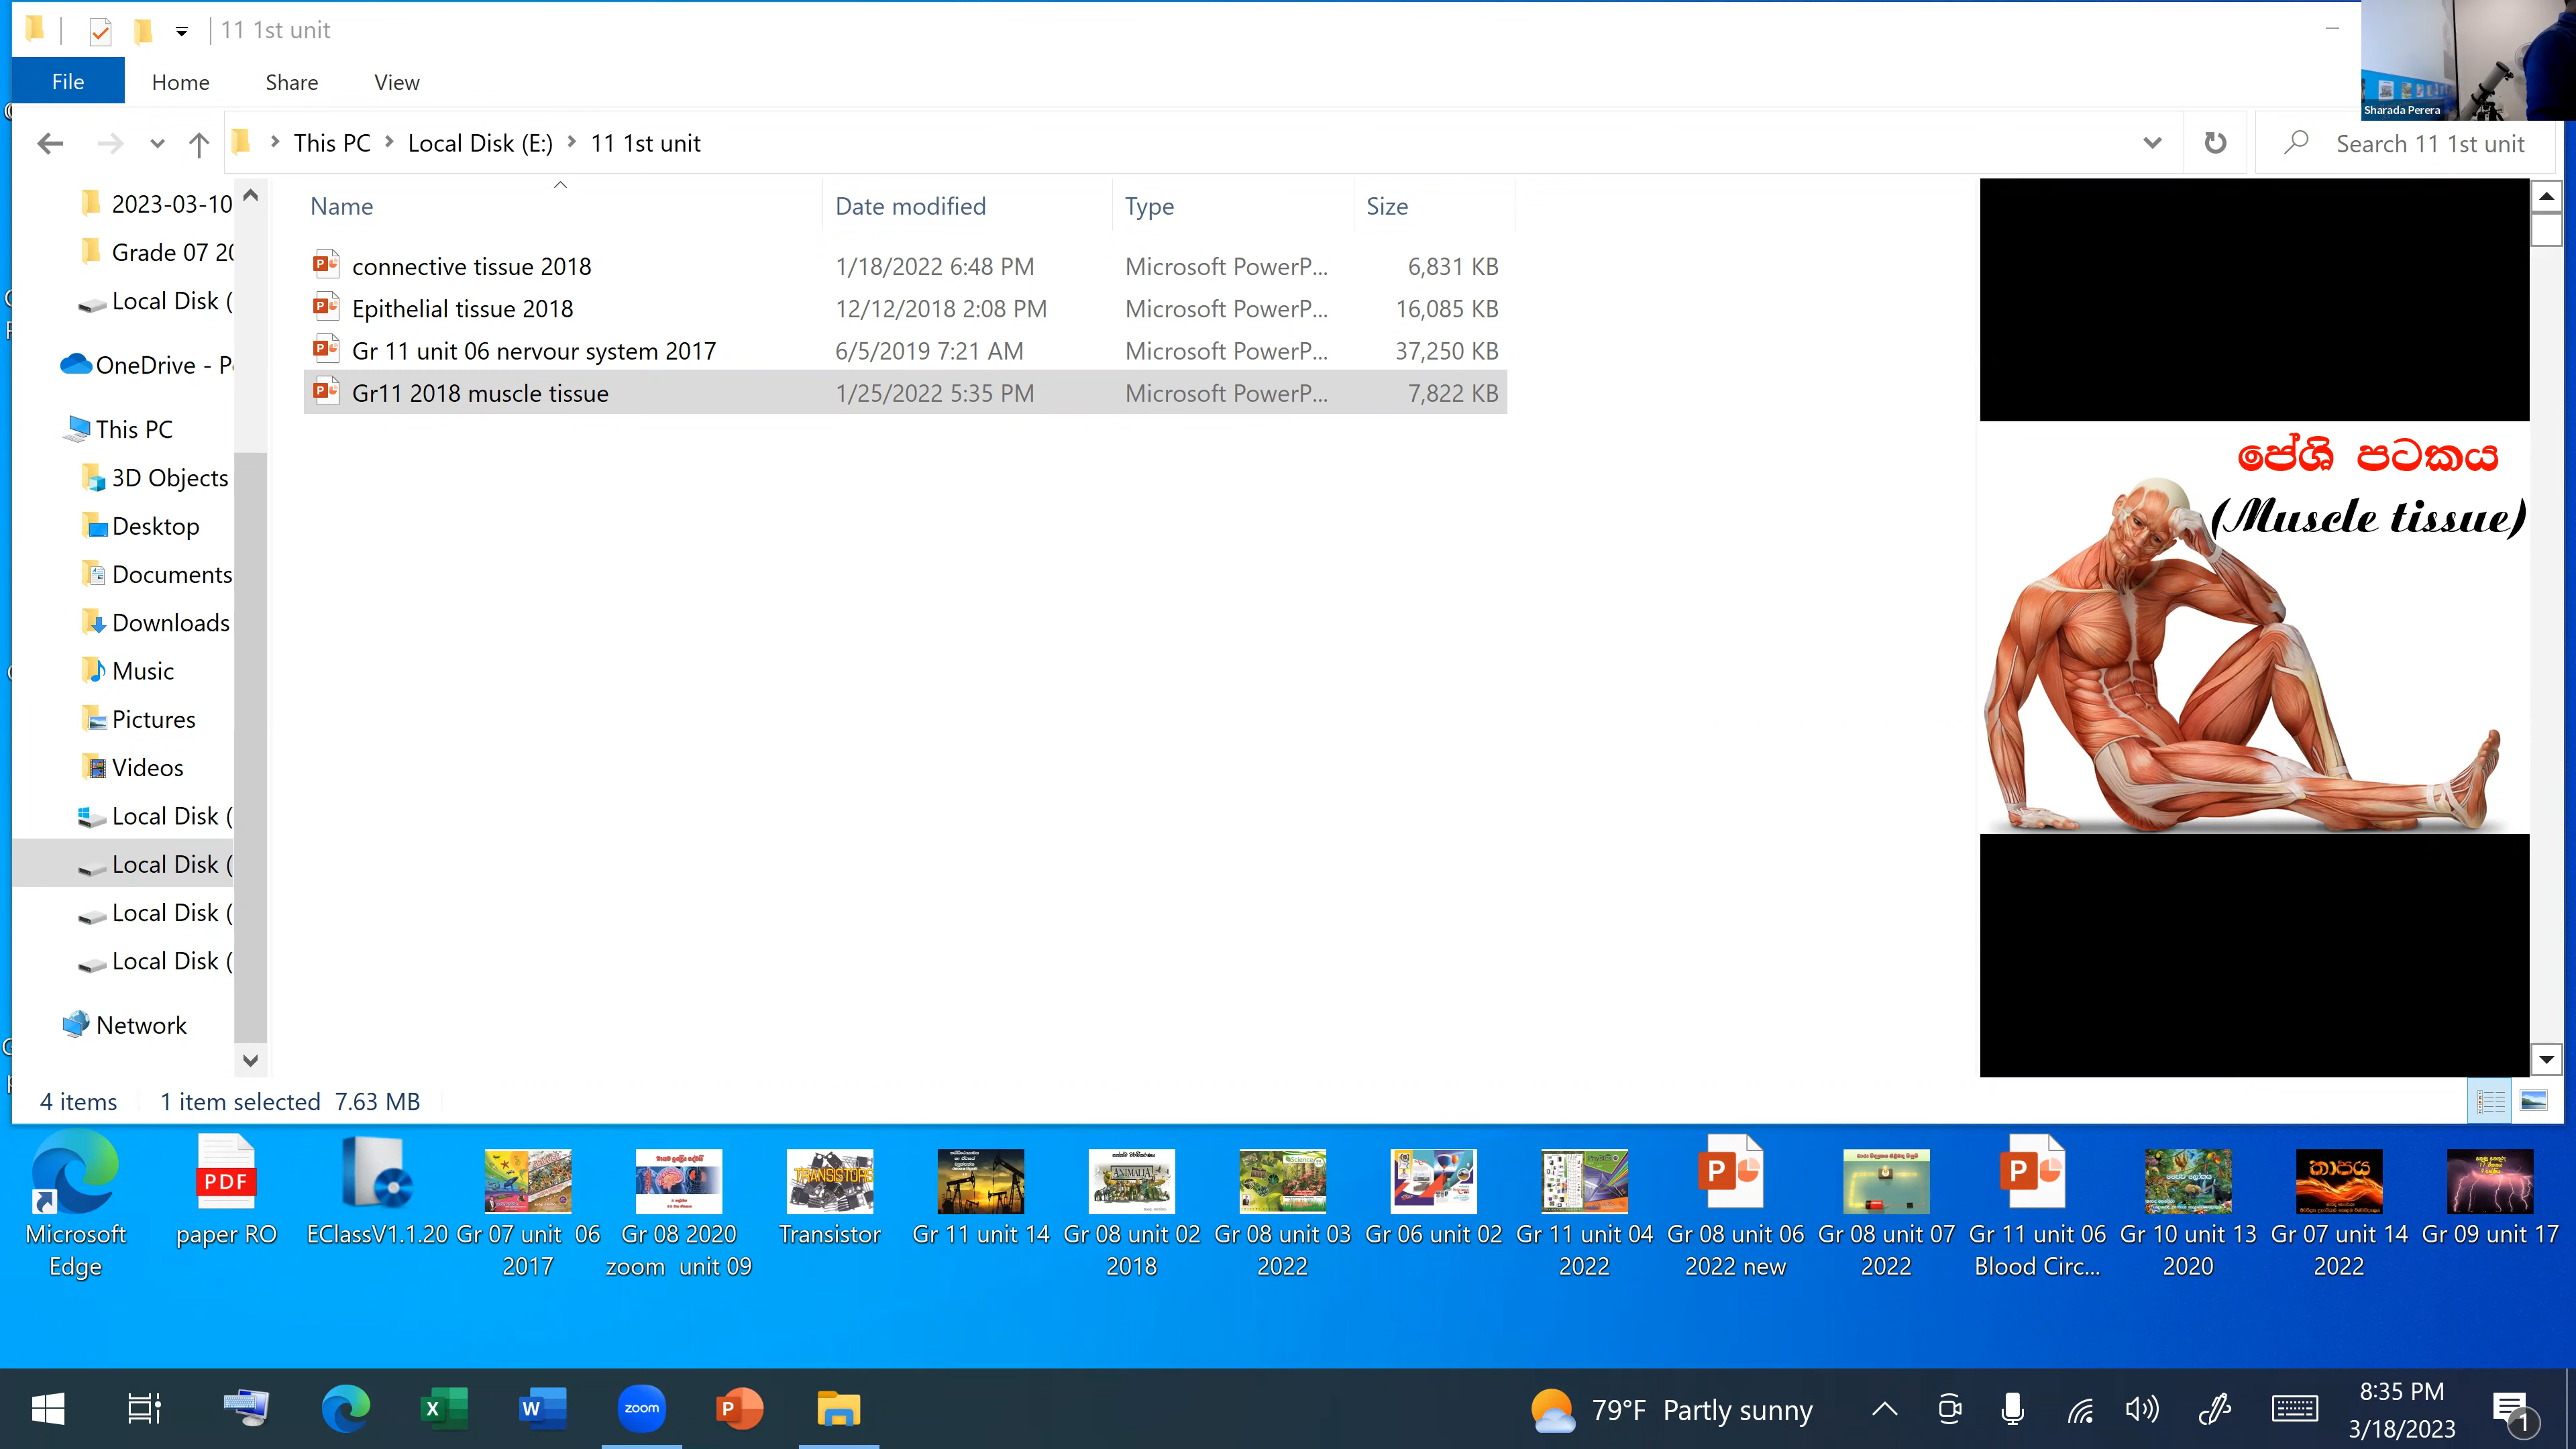 11 1st unit
File Home Share View
This PC Local Disk (E:) 11 1st unit
Search 11 1st unit
Sharada Perera
2023-03-10
Grade 07 20
Local Disk (
OneDrive - Pe
This PC
3D Objects
Desktop
Documents
Downloads
Music
Pictures
Videos
Local Disk (
Local Disk (
Local Disk (
Local Disk (
Network
Name Date modified Type Size
connective tissue 2018 1/18/2022 6:48 PM Microsoft PowerP... 6,831 KB
Epithelial tissue 2018 12/12/2018 2:08 PM Microsoft PowerP... 16,085 KB
Gr 11 unit 06 nervour system 2017 6/5/2019 7:21 AM Microsoft PowerP... 37,250 KB
Gr11 2018 muscle tissue 1/25/2022 5:35 PM Microsoft PowerP... 7,822 KB
පේශි පටකය
(Muscle tissue)
4 items 1 item selected 7.63 MB
PDF
TRANSISTORS
ANIMALIA
Science
තාපය
Microsoft Edge
paper RO
EClassV1.1.20
Gr 07 unit 06 2017
Gr 08 2020 zoom unit 09
Transistor
Gr 11 unit 14
Gr 08 unit 02 2018
Gr 08 unit 03 2022
Gr 06 unit 02
Gr 11 unit 04 2022
Gr 08 unit 06 2022 new
Gr 08 unit 07 2022
Gr 11 unit 06 Blood Circ...
Gr 10 unit 13 2020
Gr 07 unit 14 2022
Gr 09 unit 17
zoom
79°F Partly sunny
8:35 PM
3/18/2023
1